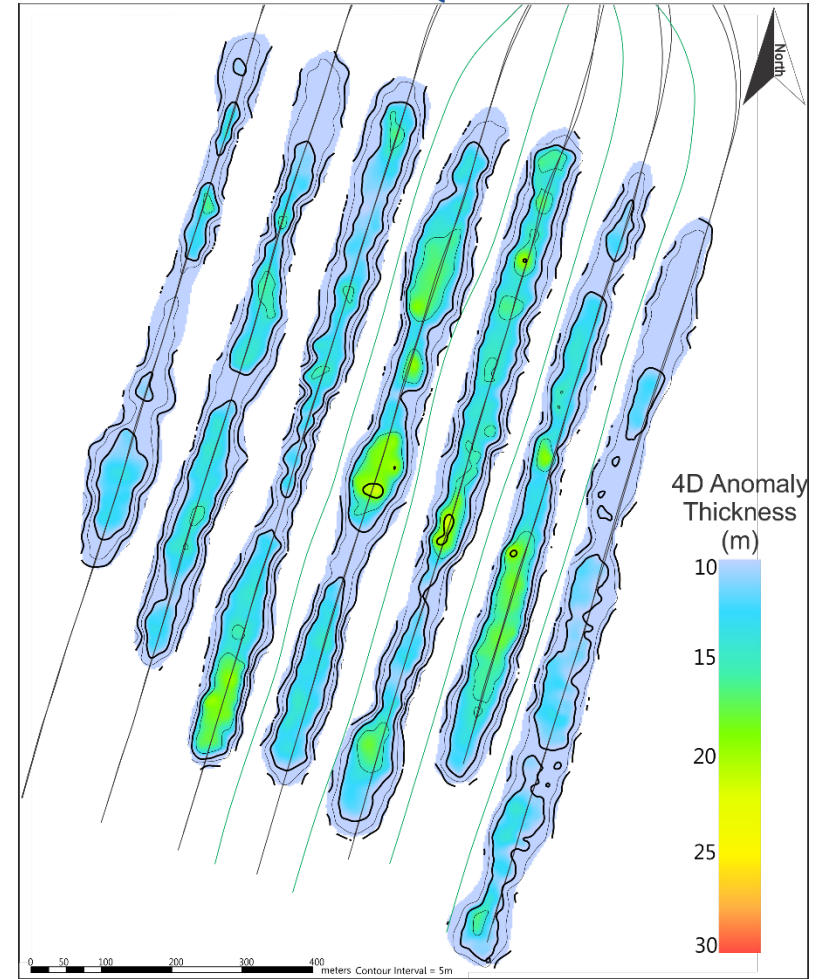 North
4D Anomaly
Thickness
(m)
10
15
20
25
30
0 50 100 200 300 400
meters Contour Interval = 5m